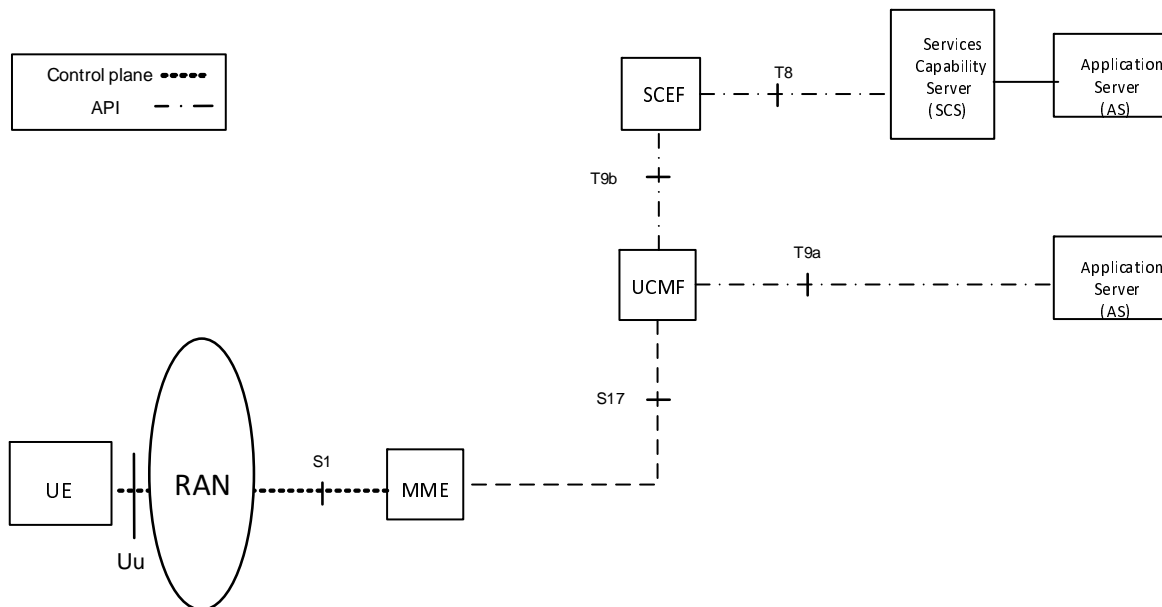 Control plane
API
SCEF
T8
Services
Capability
Server
(SCS)
Application
Server
(AS)
T9b
UCMF
T9a
Application
Server
(AS)
S17
UE
Uu
RAN
S1
MME